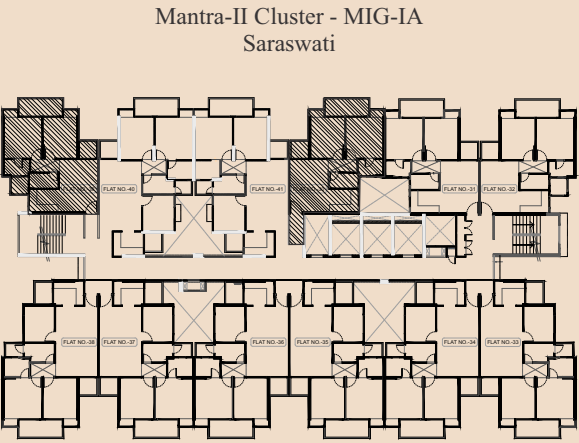 Mantra-II Cluster - MIG-IA
Saraswati
FLAT NO.-40
FLAT NO.-41
FLAT NO.-31
FLAT NO.-32
FLAT NO.-38
FLAT NO.-37
FLAT NO.-36
FLAT NO.-35
FLAT NO.-34
FLAT NO.-33